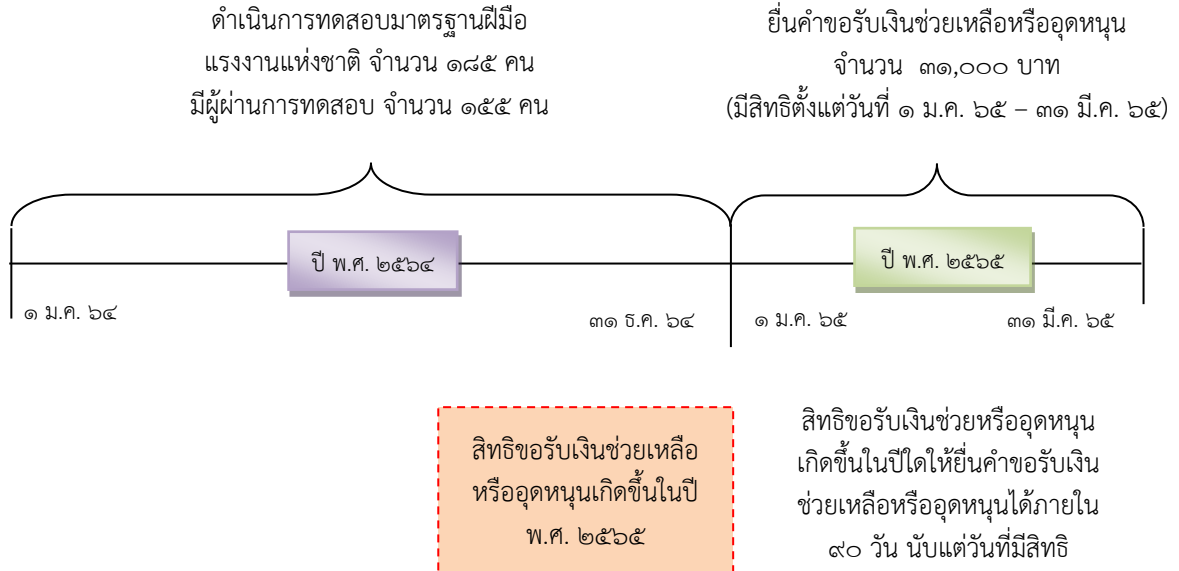 ดำเนินการทดสอบมาตรฐานฝีมือ
แรงงานแห่งชาติ จำนวน ๑๘๕ คน
มีผู้ผ่านการทดสอบ จำนวน ๑๕๕ คน
ยื่นคำขอรับเงินช่วยเหลือหรืออุดหนุน
จำนวน ๓๑,๐๐๐ บาท
(มีสิทธิตั้งแต่วันที่ ๑ ม.ค. ๖๕ – ๓๑ มี.ค. ๖๕)
ปี พ.ศ. ๒๕๖๔
ปี พ.ศ. ๒๕๖๕
๑ ม.ค. ๖๔
๓๑ ธ.ค. ๖๔
๑ ม.ค. ๖๕
๓๑ มี.ค. ๖๕
สิทธิขอรับเงินช่วยเหลือ
หรืออุดหนุนเกิดขึ้นในปี
พ.ศ. ๒๕๖๕
สิทธิขอรับเงินช่วยหรืออุดหนุน
เกิดขึ้นในปีใดให้ยื่นคำขอรับเงิน
ช่วยเหลือหรืออุดหนุนได้ภายใน
๙๐ วัน นับแต่วันที่มีสิทธิ